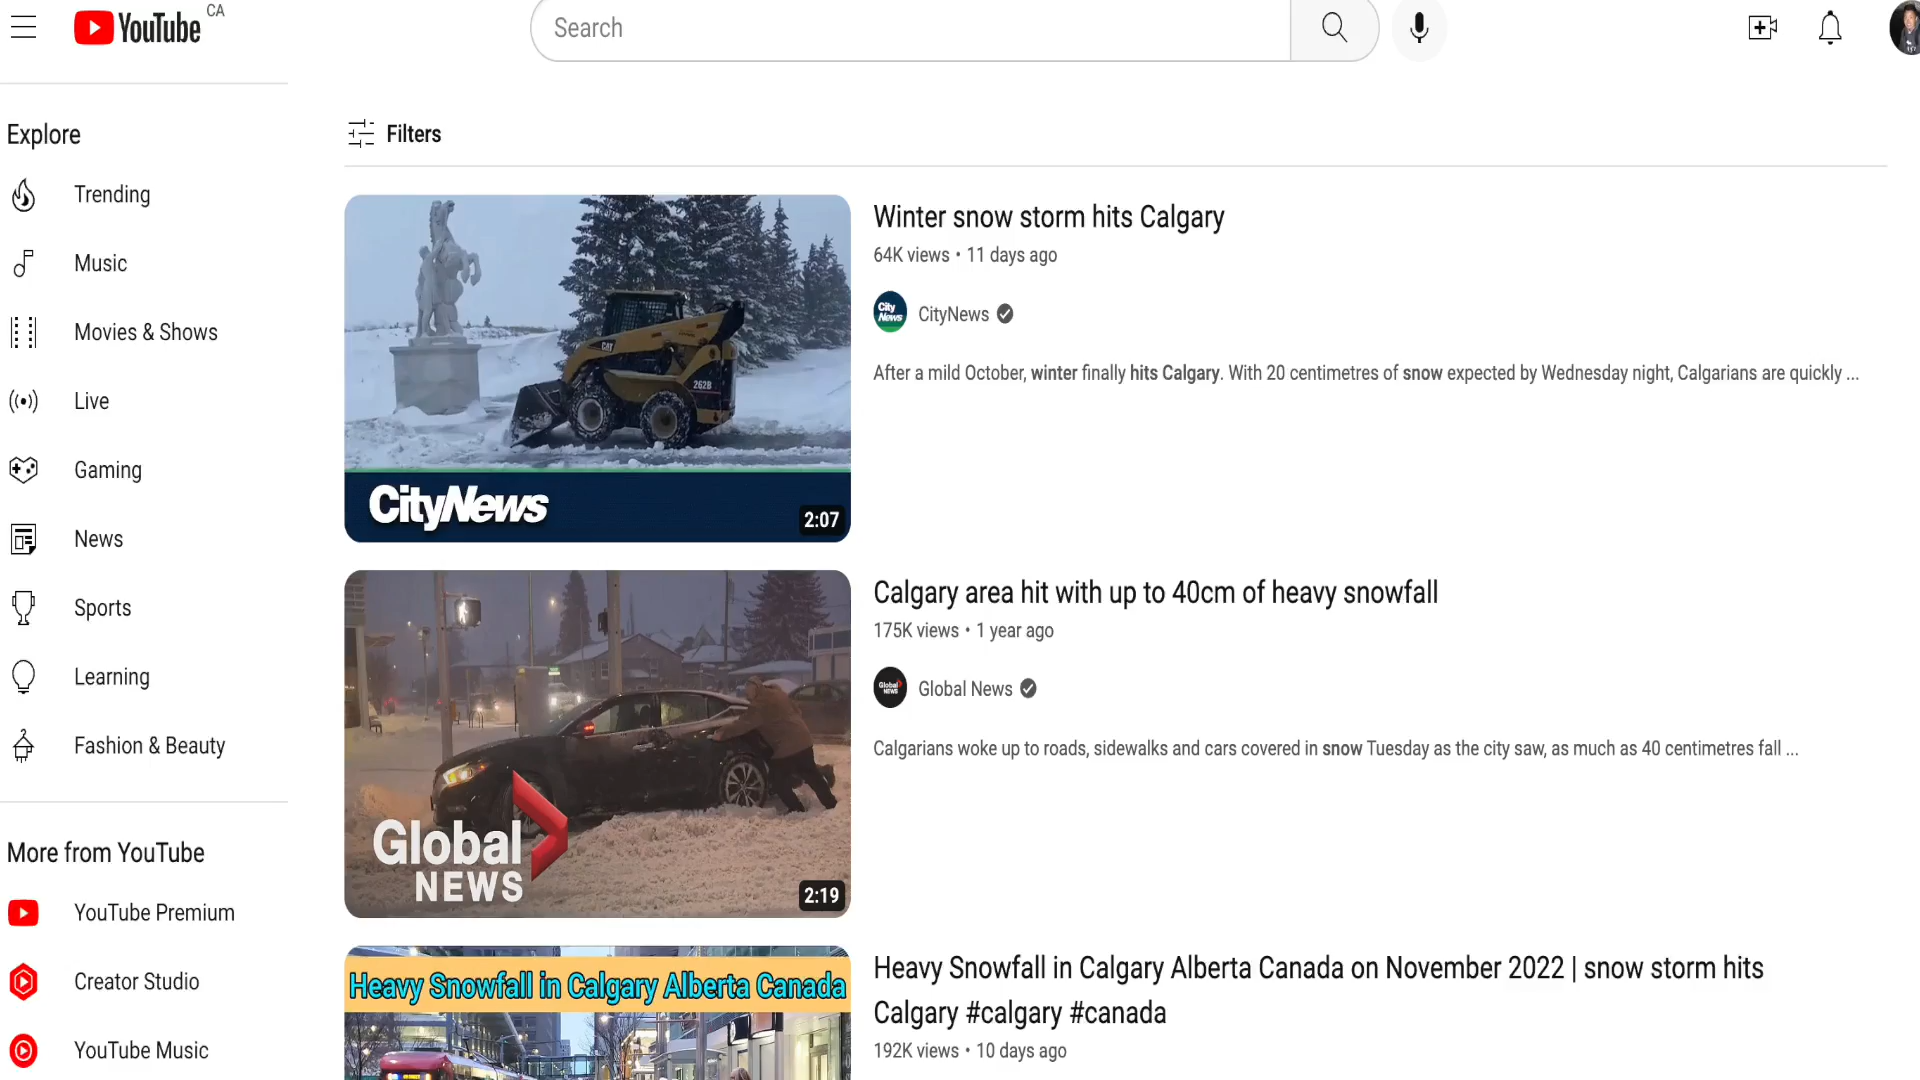 YouTube CA
Search
Explore
Trending
Music
Movies & Shows
Live
Gaming
News
Sports
Learning
Fashion & Beauty
More from YouTube
YouTube Premium
Creator Studio
YouTube Music
Filters
CAT
262B
CityNews
2:07
Winter snow storm hits Calgary
64K views • 11 days ago
City
News
CityNews
After a mild October, winter finally hits Calgary. With 20 centimetres of snow expected by Wednesday night, Calgarians are quickly ...
Global
NEWS
2:19
Calgary area hit with up to 40cm of heavy snowfall
175K views • 1 year ago
Global
NEWS
Global News
Calgarians woke up to roads, sidewalks and cars covered in snow Tuesday as the city saw, as much as 40 centimetres fall ...
Heavy Snowfall in Calgary Alberta Canada
Heavy Snowfall in Calgary Alberta Canada on November 2022 | snow storm hits
Calgary #calgary #canada
192K views • 10 days ago